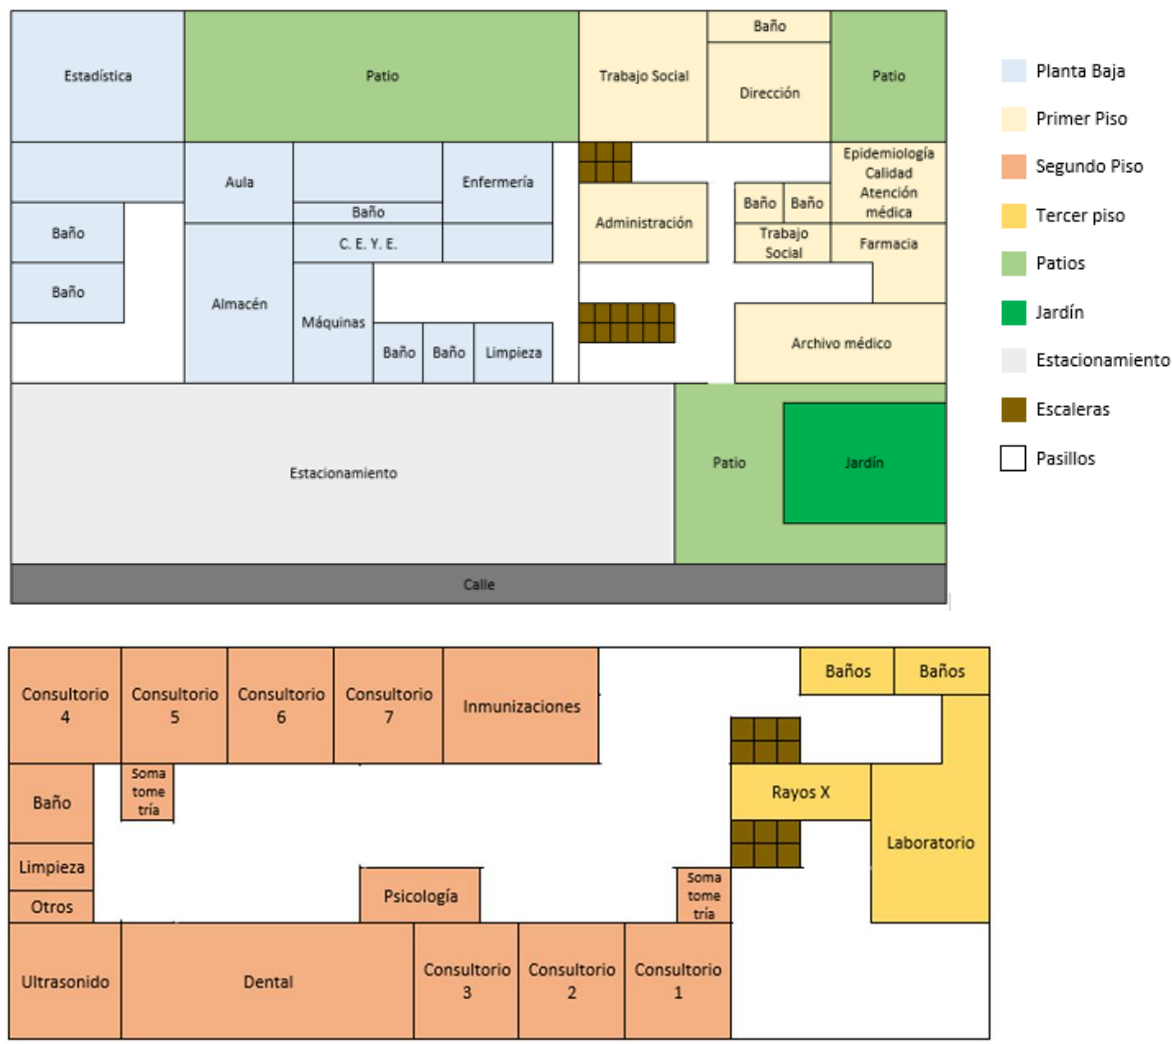 Estadística
Patio
Trabajo Social
Baño
Dirección
Patio
Aula
Enfermería
Baño
C. E. Y. E.
Baño
Baño
Almacén
Máquinas
Baño
Baño
Limpieza
Administración
Baño
Baño
Trabajo
Social
Epidemiología
Calidad
Atención
médica
Farmacia
Archivo médico
Estacionamiento
Patio
Jardín
Calle
Planta Baja
Primer Piso
Segundo Piso
Tercer piso
Patios
Jardín
Estacionamiento
Escaleras
Pasillos
Consultorio
4
Consultorio
5
Consultorio
6
Consultorio
7
Inmunizaciones
Baños
Baños
Baño
Soma
tome
tría
Rayos X
Laboratorio
Limpieza
Otros
Psicología
Soma
tome
tría
Ultrasonido
Dental
Consultorio
3
Consultorio
2
Consultorio
1